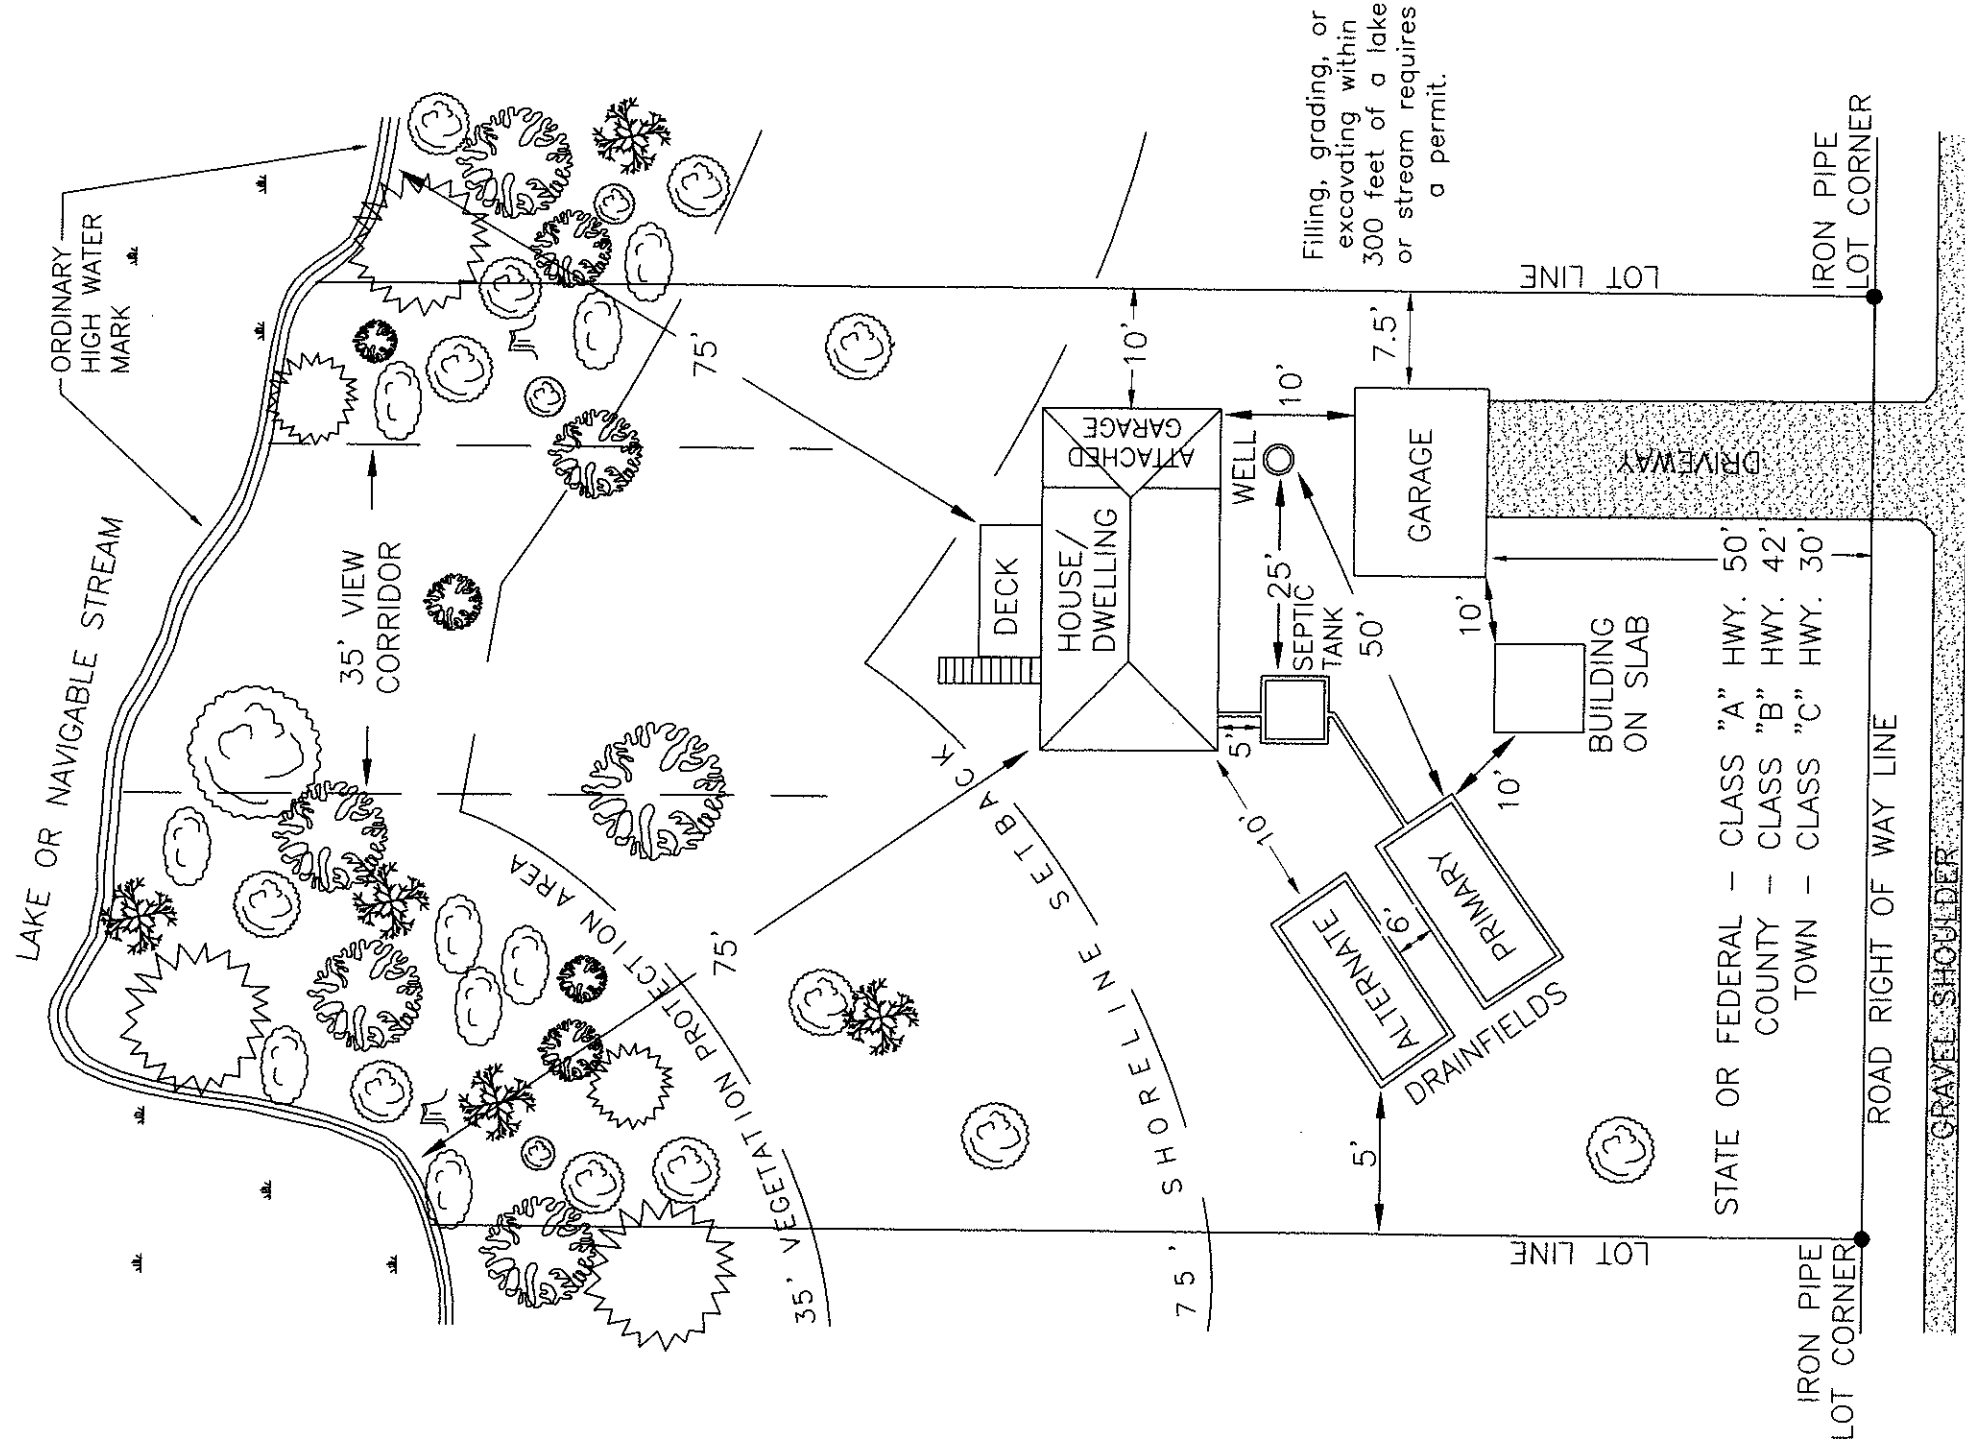 ORDINARY
HIGH WATER
MARK
LAKE OR NAVIGABLE STREAM
35' VIEW
CORRIDOR
75'
75'
35' VEGETATION PROTECTION AREA
75' SHORELINE SETBACK
DECK
HOUSE/
DWELLING
ATTACHED
GARAGE
10'
LOT LINE
Filling, grading, or
excavating within
300 feet of a lake
or stream requires
a permit.
WELL
10'
7.5'
25'
SEPTIC
TANK
50'
5'
10'
GARAGE
DRIVEWAY
10'
BUILDING
ON SLAB
10'
ALTERNATE
6'
PRIMARY
DRAINFIELDS
5'
LOT LINE
STATE OR FEDERAL - CLASS "A" HWY. 50'
COUNTY - CLASS "B" HWY. 42'
TOWN - CLASS "C" HWY. 30'
IRON PIPE
LOT CORNER
IRON PIPE
LOT CORNER
ROAD RIGHT OF WAY LINE
GRAVEL SHOULDER